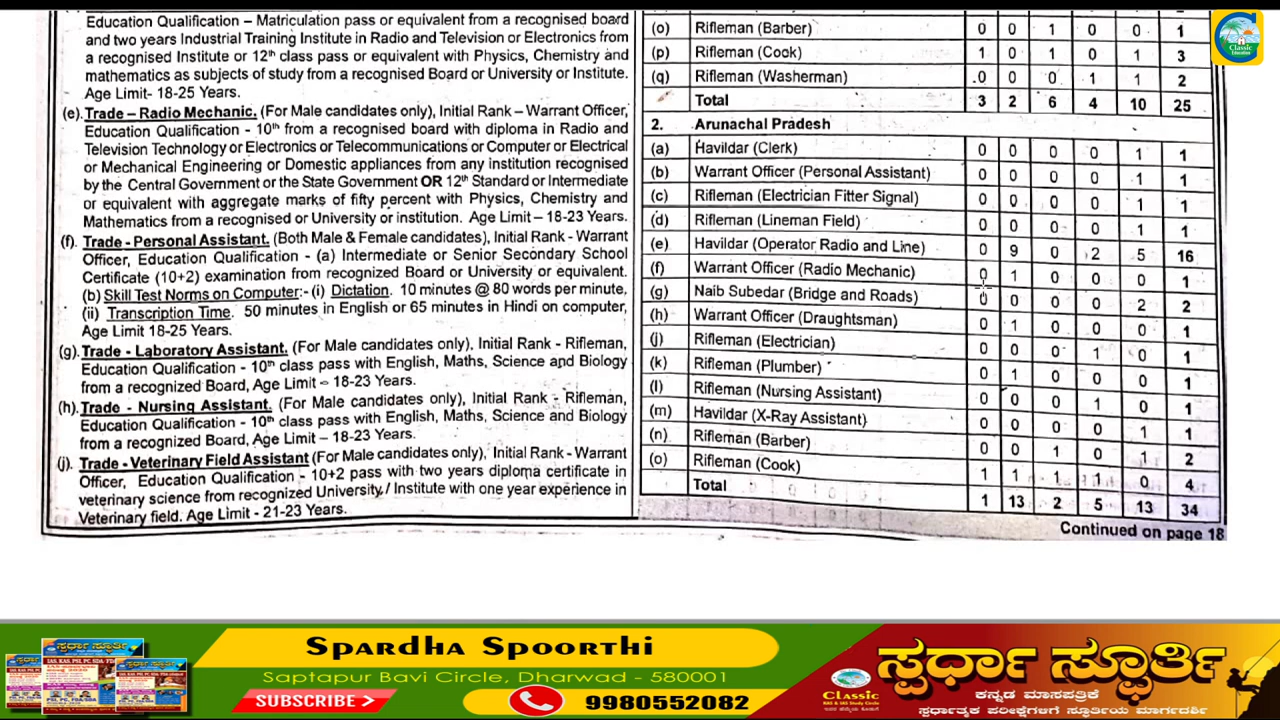 Education Qualification – Matriculation pass or equivalent from a recognised board
and two years Industrial Training Institute in Radio and Television or Electronics from
a recognised Institute or 12th class pass or equivalent with Physics, Chemistry and
mathematics as subjects of study from a recognised Board or University or Institute.
Age Limit- 18-25 Years.
(e). Trade – Radio Mechanic. (For Male candidates only), Initial Rank – Warrant Officer,
Education Qualification - 10th from a recognised board with diploma in Radio and
Television Technology or Electronics or Telecommunications or Computer or Electrical
or Mechanical Engineering or Domestic appliances from any institution recognised
by the Central Government or the State Government OR 12th Standard or Intermediate
or equivalent with aggregate marks of fifty percent with Physics, Chemistry and
Mathematics from a recognised or University or institution. Age Limit – 18-23 Years.
(f). Trade - Personal Assistant. (Both Male & Female candidates), Initial Rank - Warrant
Officer, Education Qualification - (a) Intermediate or Senior Secondary School
Certificate (10+2) examination from recognized Board or University or equivalent.
(b) Skill Test Norms on Computer:- (i) Dictation. 10 minutes @ 80 words per minute,
(ii) Transcription Time. 50 minutes in English or 65 minutes in Hindi on computer,
Age Limit 18-25 Years.
(g). Trade - Laboratory Assistant. (For Male candidates only). Initial Rank - Rifleman,
Education Qualification - 10th class pass with English, Maths, Science and Biology
from a recognized Board, Age Limit – 18-23 Years.
(h). Trade - Nursing Assistant. (For Male candidates only), Initial Rank - Rifleman,
Education Qualification - 10th class pass with English, Maths, Science and Biology
from a recognized Board, Age Limit – 18-23 Years.
(j). Trade - Veterinary Field Assistant (For Male candidates only), Initial Rank - Warrant
Officer, Education Qualification - 10+2 pass with two years diploma certificate in
veterinary science from recognized University / Institute with one year experience in
Veterinary field. Age Limit - 21-23 Years.
(o) Rifleman (Barber) 0 0 1 0 0 1
(p) Rifleman (Cook) 1 0 1 0 1 3
(q) Rifleman (Washerman) 0 0 0 1 1 2
Total 3 2 6 4 10 25
2. Arunachal Pradesh
(a) Havildar (Clerk) 0 0 0 0 1 1
(b) Warrant Officer (Personal Assistant) 0 0 0 0 1 1
(c) Rifleman (Electrician Fitter Signal) 0 0 0 0 1 1
(d) Rifleman (Lineman Field) 0 0 0 0 1 1
(e) Havildar (Operator Radio and Line) 0 9 0 2 5 16
(f) Warrant Officer (Radio Mechanic) 0 1 0 0 0 1
(g) Naib Subedar (Bridge and Roads) 0 0 0 0 2 2
(h) Warrant Officer (Draughtsman) 0 1 0 0 0 1
(j) Rifleman (Electrician) 0 0 0 1 0 1
(k) Rifleman (Plumber) 0 1 0 0 0 1
(l) Rifleman (Nursing Assistant) 0 0 0 1 0 1
(m) Havildar (X-Ray Assistant) 0 0 0 0 1 1
(n) Rifleman (Barber) 0 0 1 0 1 2
(o) Rifleman (Cook) 1 1 1 1 0 4
Total 1 13 2 5 13 34
Continued on page 18
Classic
Education
Spardha Spoorthi
Saptapur Bavi Circle, Dharwad - 580001
SUBSCRIBE >
9980552082
ಸ್ಪರ್ಧಾ ಸ್ಫೂರ್ತಿ
ಕನ್ನಡ ಮಾಸಪತ್ರಿಕೆ
ಸ್ಪರ್ಧಾತ್ಮಕ ಪರೀಕ್ಷೆಗಳಿಗೆ ಸ್ಫೂರ್ತಿಯ ಮಾರ್ಗದರ್ಶಿ
Classic
KAS & IAS Study Circle